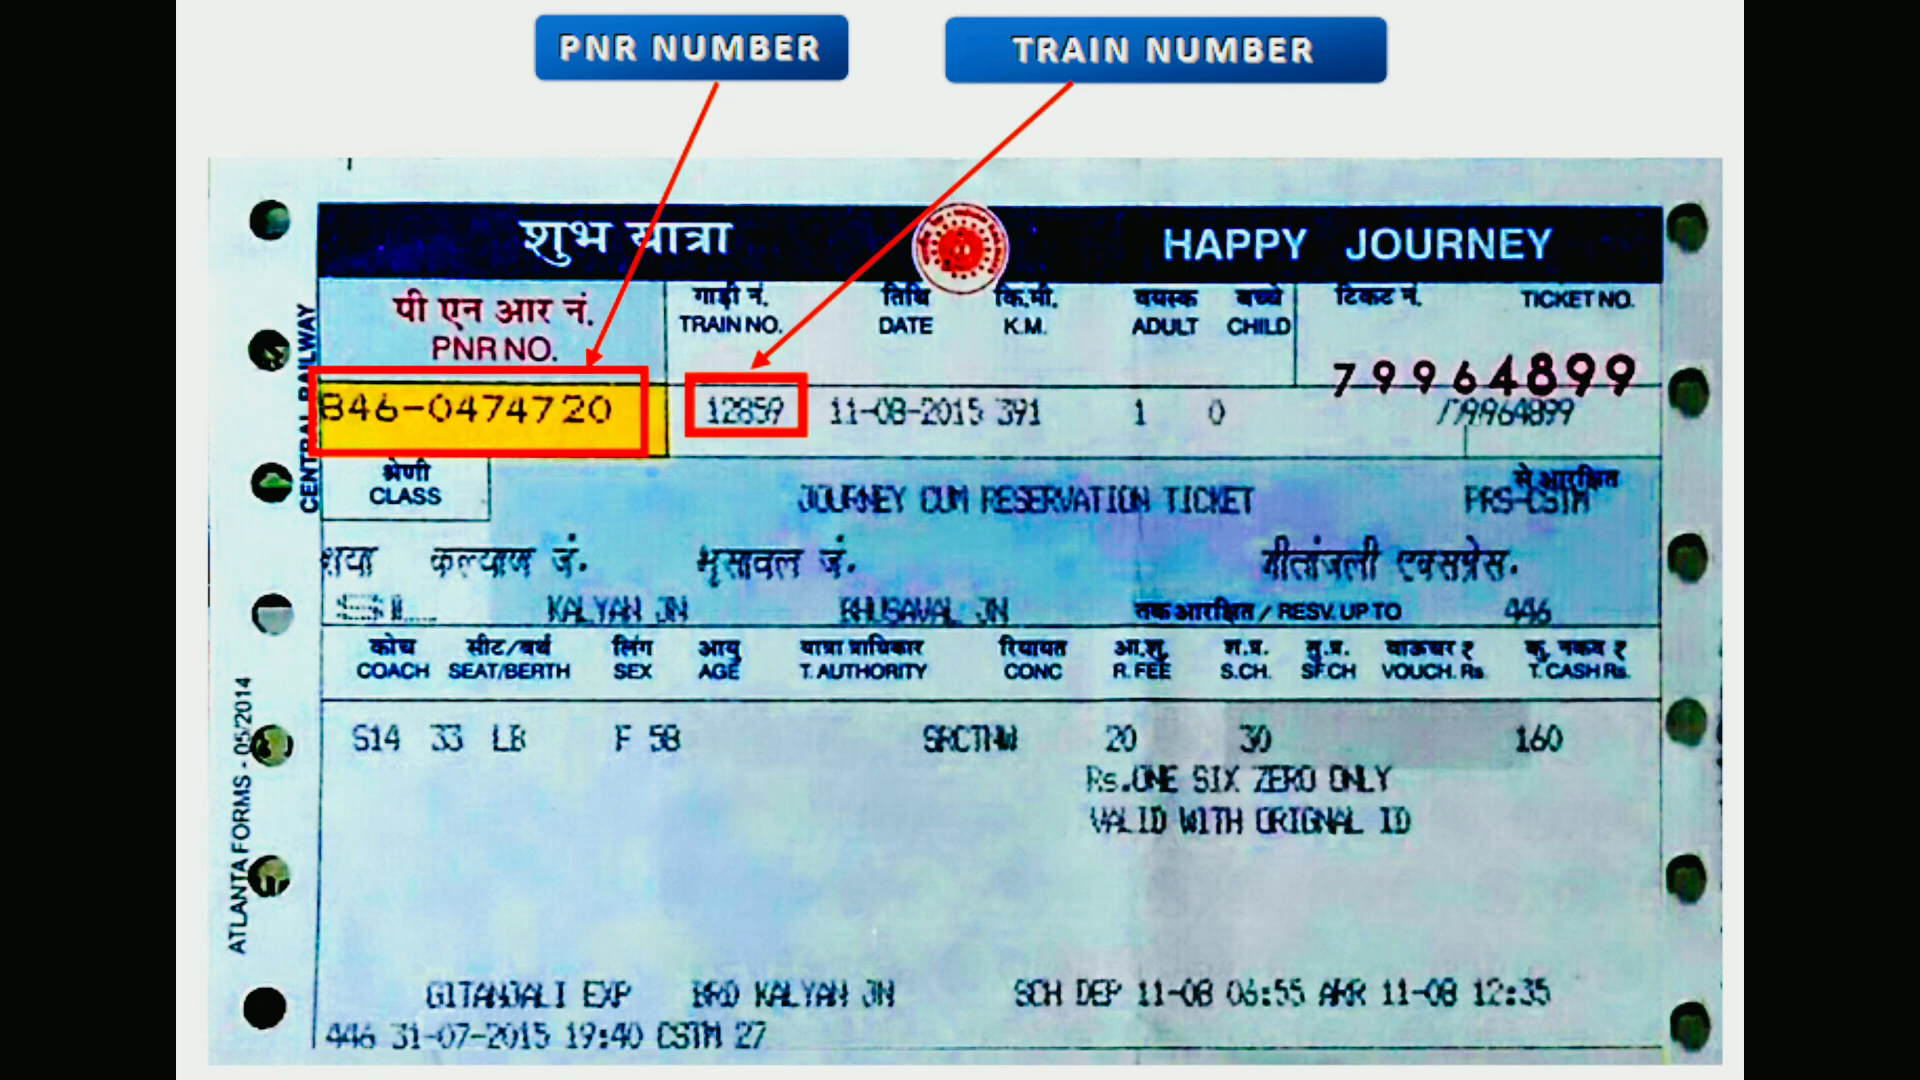 PNR NUMBER TRAIN NUMBER
शुभ यात्रा HAPPY JOURNEY
पी एन आर नं. गाड़ी नं. तिथि कि.मी. वयस्क बच्चे टिकट नं. TICKET NO.
PNR NO. TRAIN NO. DATE K.M. ADULT CHILD
79964899
846-0474720 12859 11-08-2015 391 1 0 79964899
CENTRAL RAILWAY
श्रेणी से आरक्षित
CLASS JOURNEY CUM RESERVATION TICKET PRS-CSTM
शया कल्याण जं. भुसावल जं. गीतांजली एक्सप्रेस.
SL KALYAN JN BHUSAVAL JN तक आरक्षित / RESV. UP TO 446
कोच सीट/बर्थ लिंग आयु यात्रा प्राधिकार रियायत आ.शु. श.प्र. सु.प्र. वाऊचर ₹ कु. नकद ₹
COACH SEAT/BERTH SEX AGE T. AUTHORITY CONC R. FEE S.CH. SF.CH VOUCH. Rs. T. CASH Rs.
S14 33 LB F 58 SRCTNW 20 30 160
Rs.ONE SIX ZERO ONLY
VALID WITH ORIGNAL ID
ATLANTA FORMS - 05/2014
GITANJALI EXP BRD KALYAN JN SCH DEP 11-08 06:55 ARR 11-08 12:35
446 31-07-2015 19:40 CSTM 27